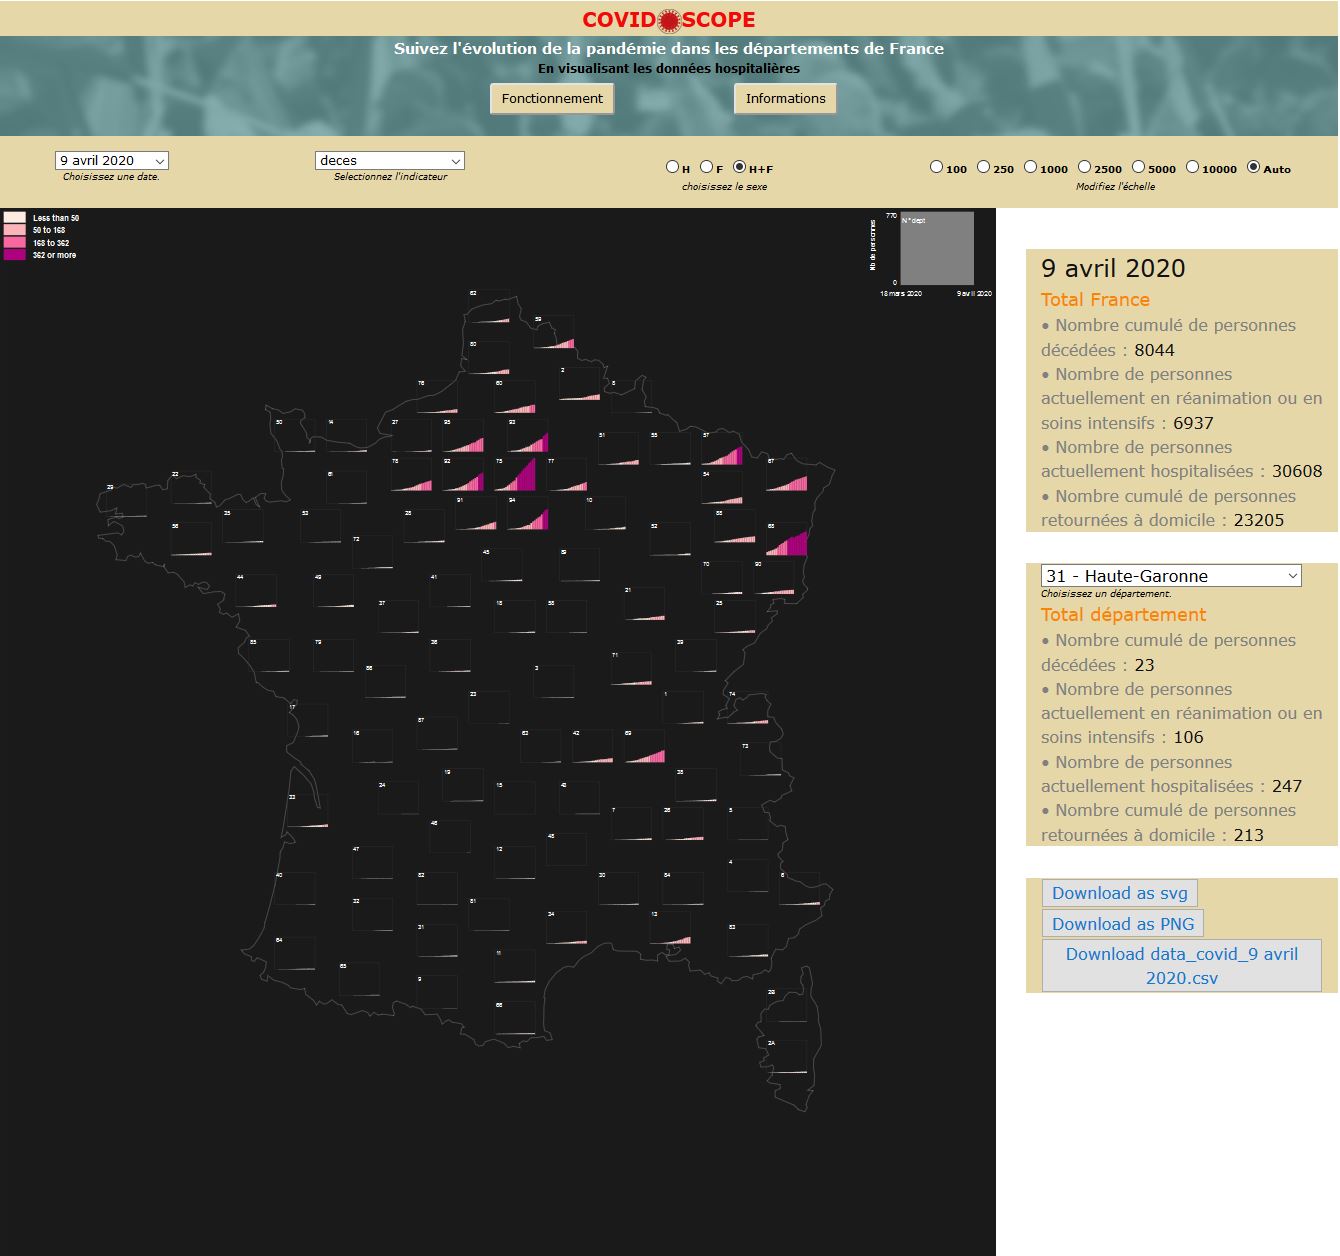 COVID SCOPE
Suivez l'évolution de la pandémie dans les départements de France
En visualisant les données hospitalières
Fonctionnement
Informations
9 avril 2020
Choisissez une date.
deces
Selectionnez l'indicateur
H F H+F
choisissez le sexe
100 250 1000 2500 5000 10000 Auto
Modifiez l'échelle
Less than 50
50 to 168
168 to 362
362 or more
770
N° dept
Nb de personnes
0
18 mars 2020
9 avril 2020
62
59
80
2
8
76
60
50
14
27
95
93
51
55
57
67
78
92
75
77
54
61
22
29
91
94
10
88
68
56
35
53
28
72
52
45
89
70
90
44
49
41
21
37
18
58
25
85
79
36
39
86
3
71
23
1
74
17
87
16
63
42
69
73
19
38
24
15
43
33
7
26
5
46
48
47
12
4
40
82
30
84
6
32
81
34
13
31
83
64
11
65
9
66
2B
2A
9 avril 2020
Total France
• Nombre cumulé de personnes
décédées : 8044
• Nombre de personnes
actuellement en réanimation ou en
soins intensifs : 6937
• Nombre de personnes
actuellement hospitalisées : 30608
• Nombre cumulé de personnes
retournées à domicile : 23205
31 - Haute-Garonne
Choisissez un département.
Total département
• Nombre cumulé de personnes
décédées : 23
• Nombre de personnes
actuellement en réanimation ou en
soins intensifs : 106
• Nombre de personnes
actuellement hospitalisées : 247
• Nombre cumulé de personnes
retournées à domicile : 213
Download as svg
Download as PNG
Download data_covid_9 avril
2020.csv